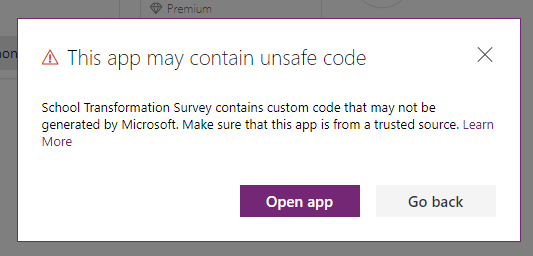 Premium
This app may contain unsafe code
School Transformation Survey contains custom code that may not be
generated by Microsoft. Make sure that this app is from a trusted source. Learn
More
Open app
Go back